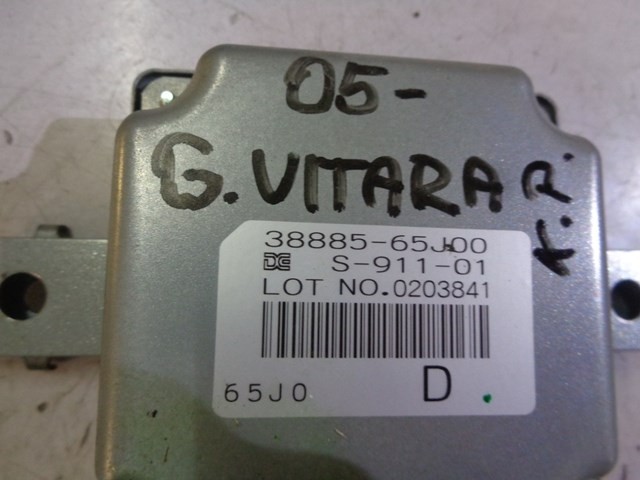 05-
G.VITARA
K.P.
38885-65J00
S-911-01
LOT NO.0203841
65J0 D